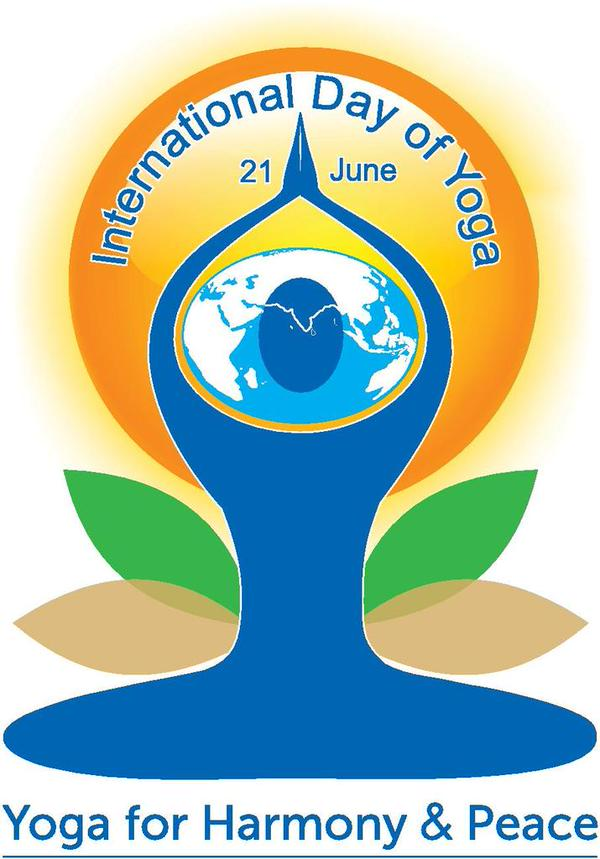 International Day of Yoga
21 June
Yoga for Harmony & Peace